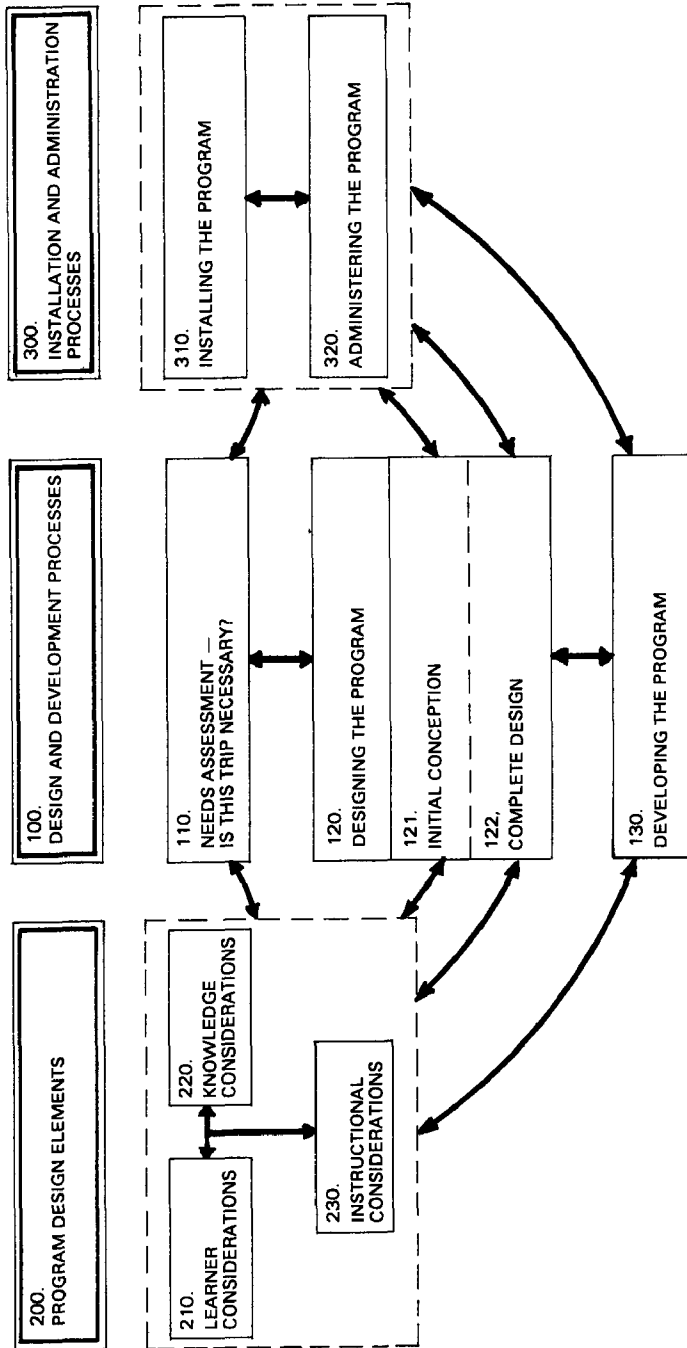 200.
PROGRAM DESIGN ELEMENTS
100.
DESIGN AND DEVELOPMENT PROCESSES
300.
INSTALLATION AND ADMINISTRATION
PROCESSES
210.
LEARNER
CONSIDERATIONS
220.
KNOWLEDGE
CONSIDERATIONS
230.
INSTRUCTIONAL
CONSIDERATIONS
110.
NEEDS ASSESSMENT —
IS THIS TRIP NECESSARY?
120.
DESIGNING THE PROGRAM
121.
INITIAL CONCEPTION
122,
COMPLETE DESIGN
130.
DEVELOPING THE PROGRAM
310.
INSTALLING THE PROGRAM
320.
ADMINISTERING THE PROGRAM